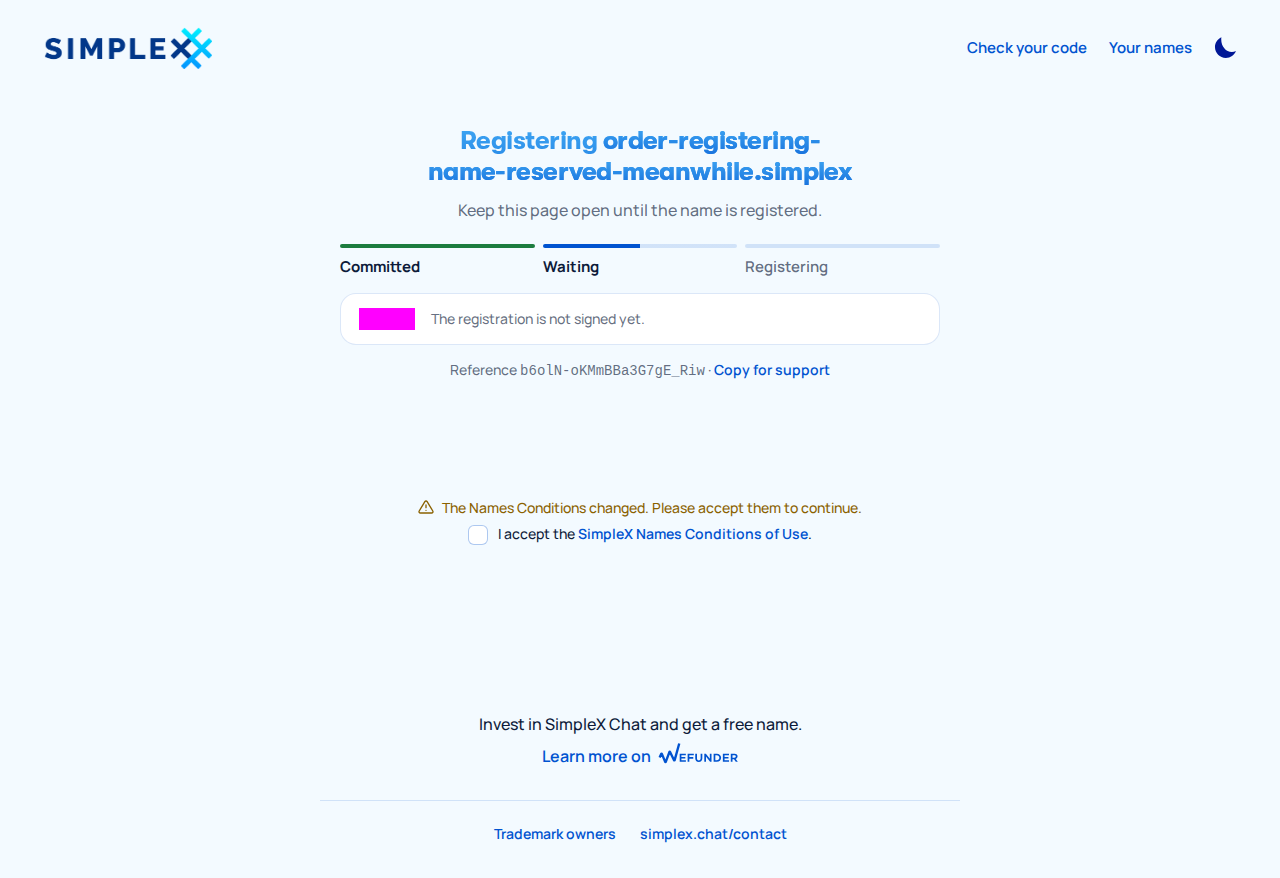 SIMPLEX
Check your code
Your names
Registering order-registering-
name-reserved-meanwhile.simplex
Keep this page open until the name is registered.
Committed
Waiting
Registering
The registration is not signed yet.
Reference b6olN-oKMmBBa3G7gE_Riw · Copy for support
The Names Conditions changed. Please accept them to continue.
I accept the SimpleX Names Conditions of Use.
Invest in SimpleX Chat and get a free name.
Learn more on WEFUNDER
Trademark owners
simplex.chat/contact